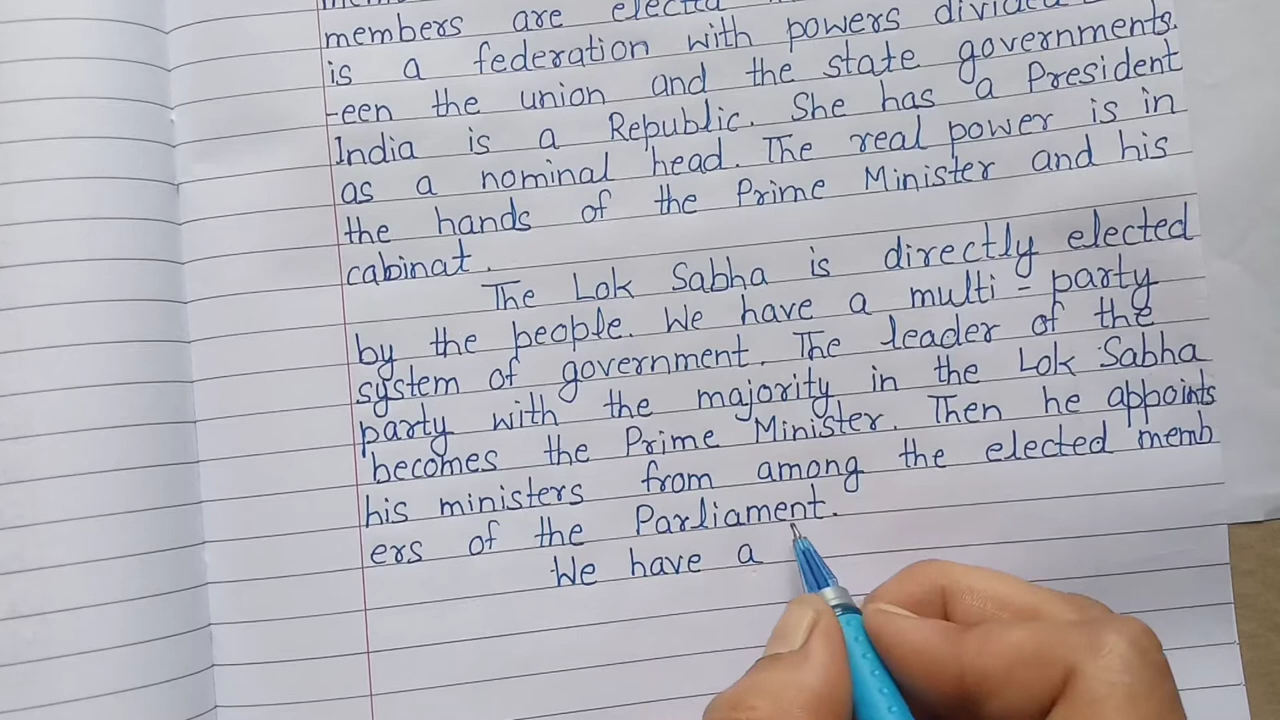 members are
is a federation with powers divided
-een the union and the state governments.
India is a Republic. She has a President
as a nominal head. The real power is in
the hands of the Prime Minister and his
cabinat.
The Lok Sabha is directly elected
by the people. We have a multi - party
system of government. The leader of the
party with the majority in the Lok Sabha
becomes the Prime Minister. Then he appoints
his ministers from among the elected memb
ers of the Parliament.
We have a